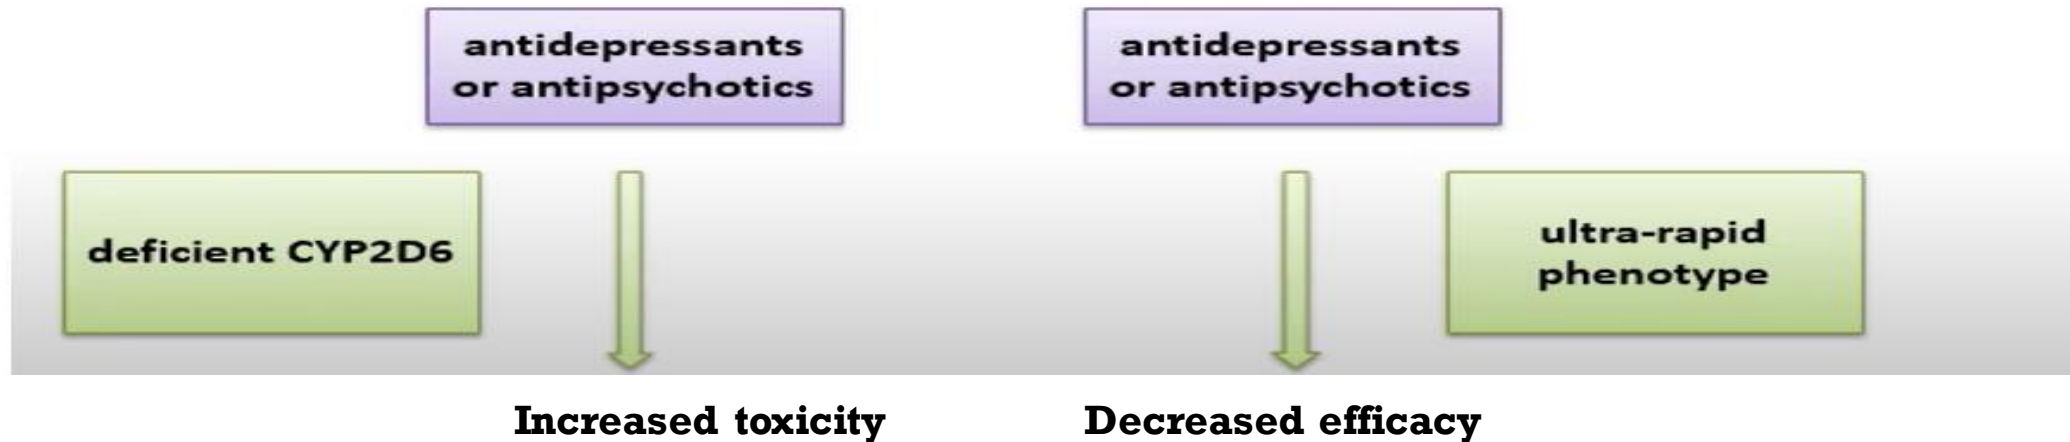 antidepressants
or antipsychotics
antidepressants
or antipsychotics
deficient CYP2D6
ultra-rapid
phenotype
Increased toxicity
Decreased efficacy